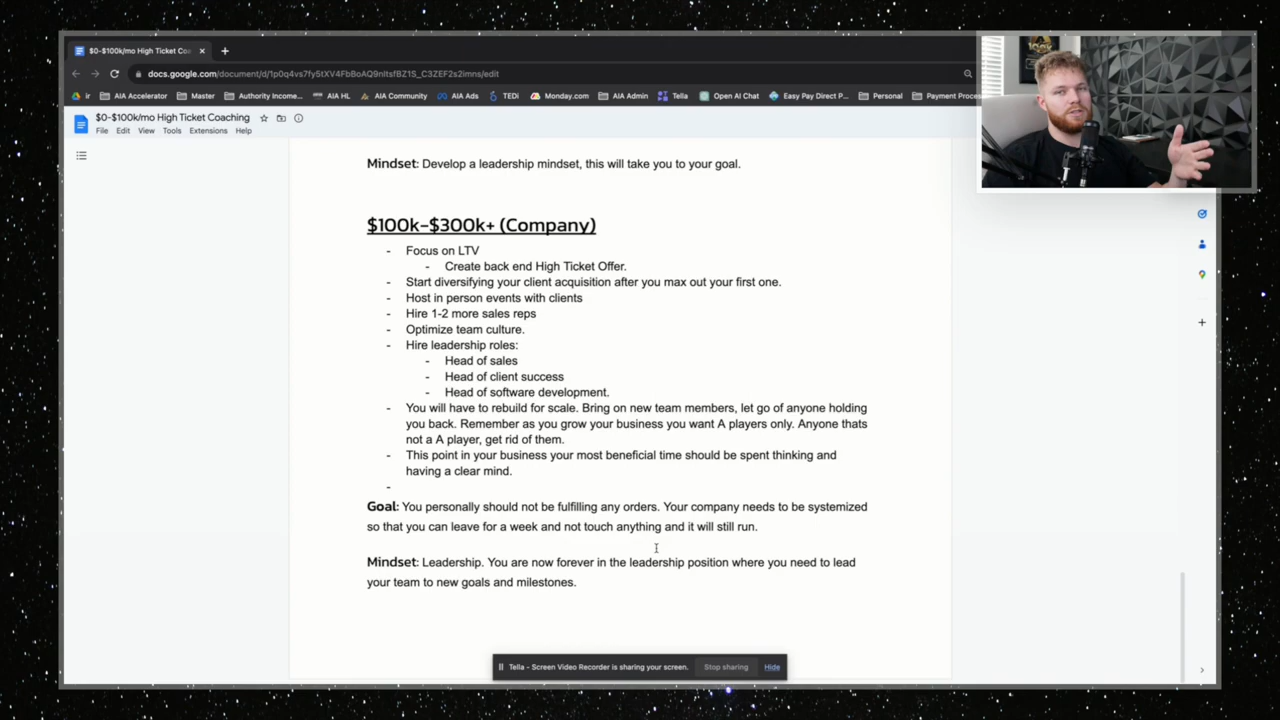 $0-$100k/mo High Ticket Coa
docs.google.com/document/d/1p0q4vs7fy5tXV4FbBoAQ9nItsfBZ1S_C3ZEF2s2imns/edit
ir AIA Accelerator Master Authority Income... AIA HL AIA Community AIA Ads TEDi Monday.com AIA Admin Tella Open AI Chat Easy Pay Direct P... Personal Payment Proces
$0-$100k/mo High Ticket Coaching
File Edit View Tools Extensions Help
Mindset: Develop a leadership mindset, this will take you to your goal.
$100k-$300k+ (Company)
- Focus on LTV
- Create back end High Ticket Offer.
- Start diversifying your client acquisition after you max out your first one.
- Host in person events with clients
- Hire 1-2 more sales reps
- Optimize team culture.
- Hire leadership roles:
- Head of sales
- Head of client success
- Head of software development.
- You will have to rebuild for scale. Bring on new team members, let go of anyone holding
you back. Remember as you grow your business you want A players only. Anyone thats
not a A player, get rid of them.
- This point in your business your most beneficial time should be spent thinking and
having a clear mind.
-
Goal: You personally should not be fulfilling any orders. Your company needs to be systemized
so that you can leave for a week and not touch anything and it will still run.
Mindset: Leadership. You are now forever in the leadership position where you need to lead
your team to new goals and milestones.
Tella - Screen Video Recorder is sharing your screen. Stop sharing Hide